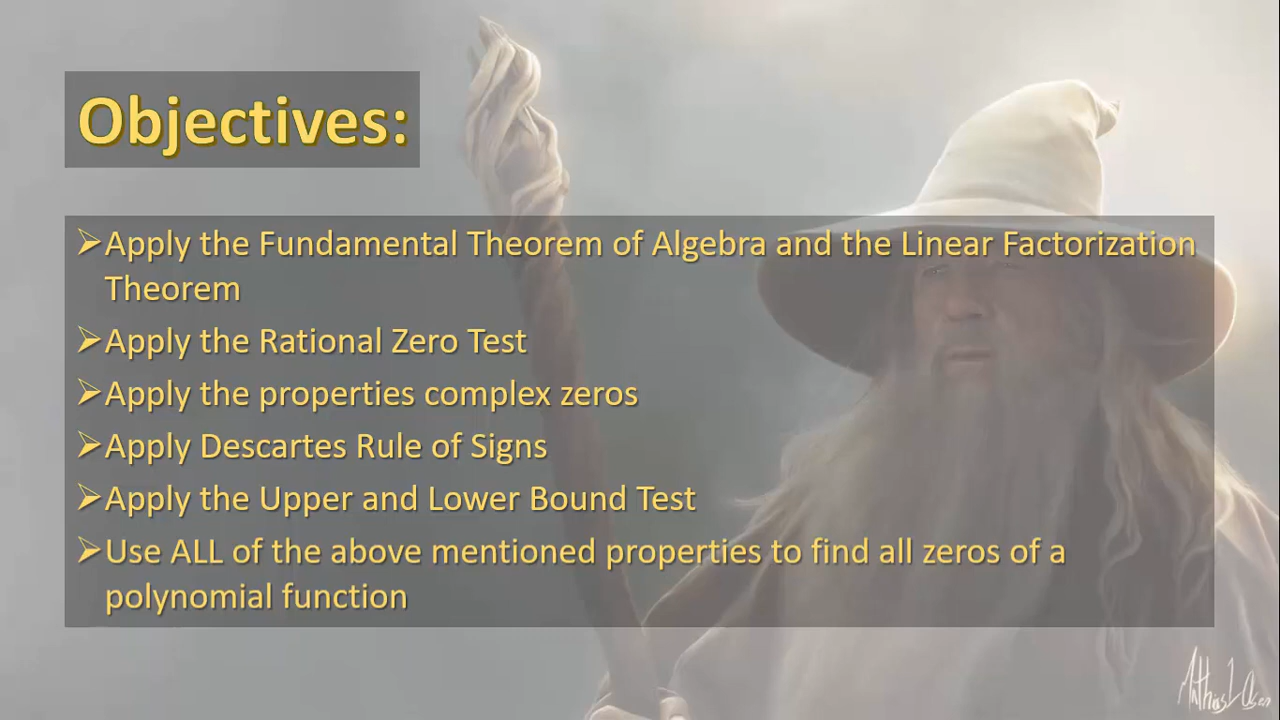 Objectives:
➢Apply the Fundamental Theorem of Algebra and the Linear Factorization
Theorem
➢Apply the Rational Zero Test
➢Apply the properties complex zeros
➢Apply Descartes Rule of Signs
➢Apply the Upper and Lower Bound Test
➢Use ALL of the above mentioned properties to find all zeros of a
polynomial function